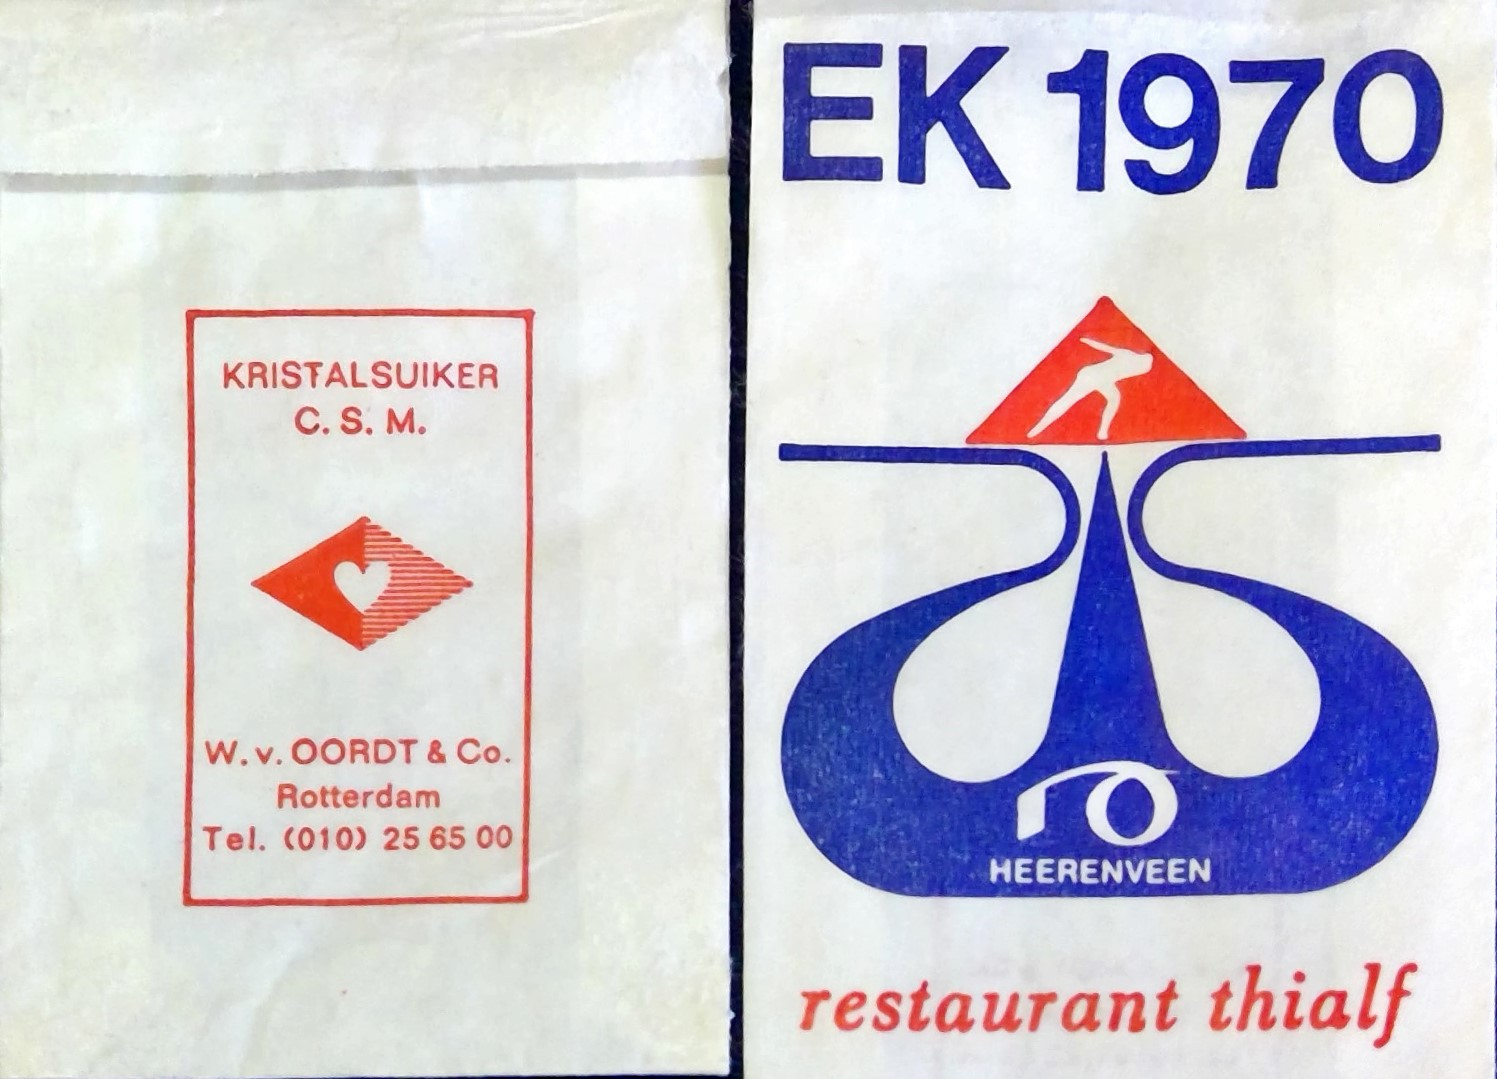 KRISTALSUIKER
C. S. M.
W. v. OORDT & Co.
Rotterdam
Tel. (010) 25 65 00
EK 1970
HEERENVEEN
restaurant thialf